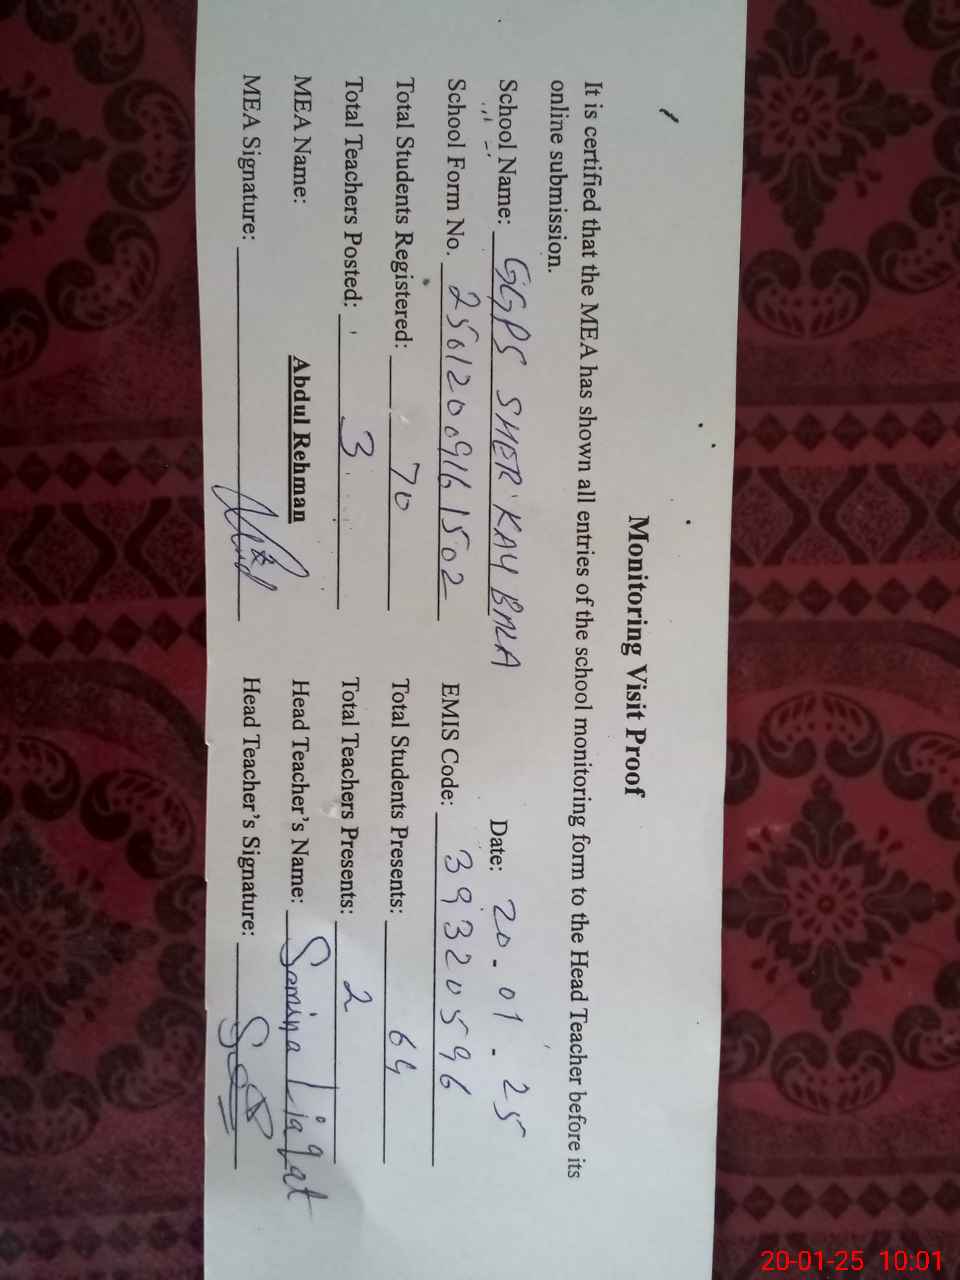 Monitoring Visit Proof
It is certified that the MEA has shown all entries of the school monitoring form to the Head Teacher before its
online submission.
School Name: GGPS SHER KAY BALA Date: 20-01-25
School Form No. 250120091615 02 EMIS Code: 39320596
Total Students Registered: 70 Total Students Presents: 64
Total Teachers Posted: 3 Total Teachers Presents: 2
MEA Name: Abdul Rehman Head Teacher's Name: Samina Liaqat
MEA Signature: Head Teacher's Signature:
20-01-25 10:01